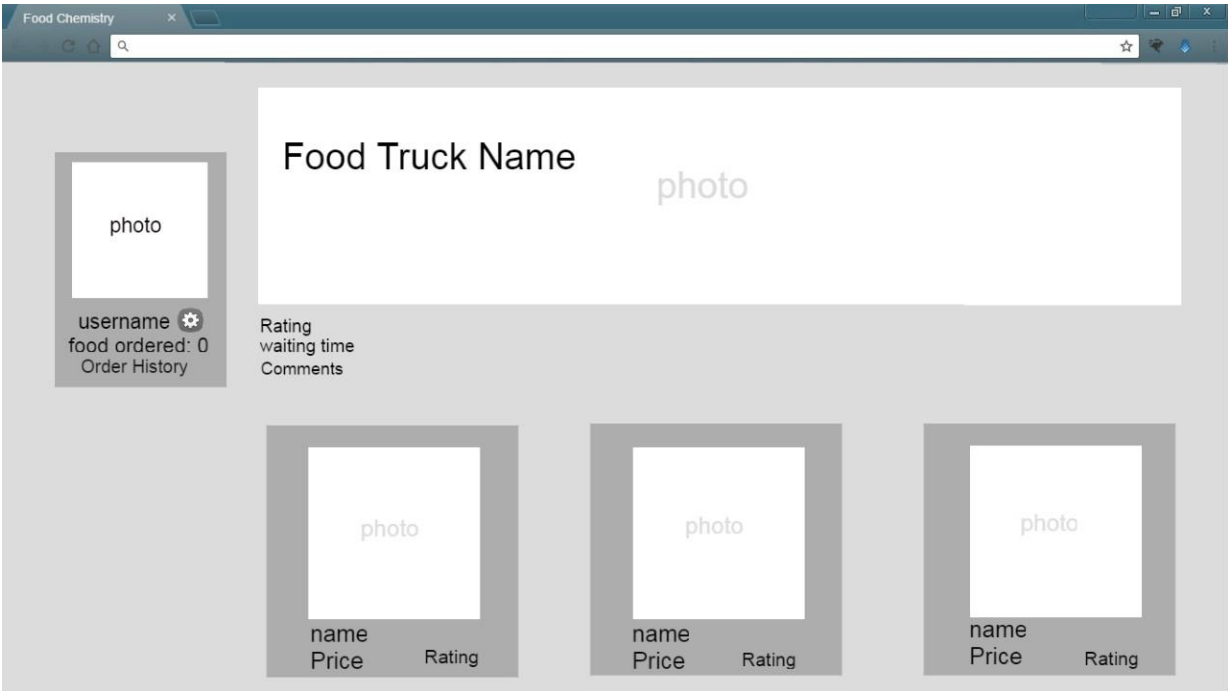 Food Chemistry
Food Truck Name
photo
photo
username
food ordered: 0
Order History
Rating
waiting time
Comments
photo
name
Price
Rating
photo
name
Price
Rating
photo
name
Price
Rating